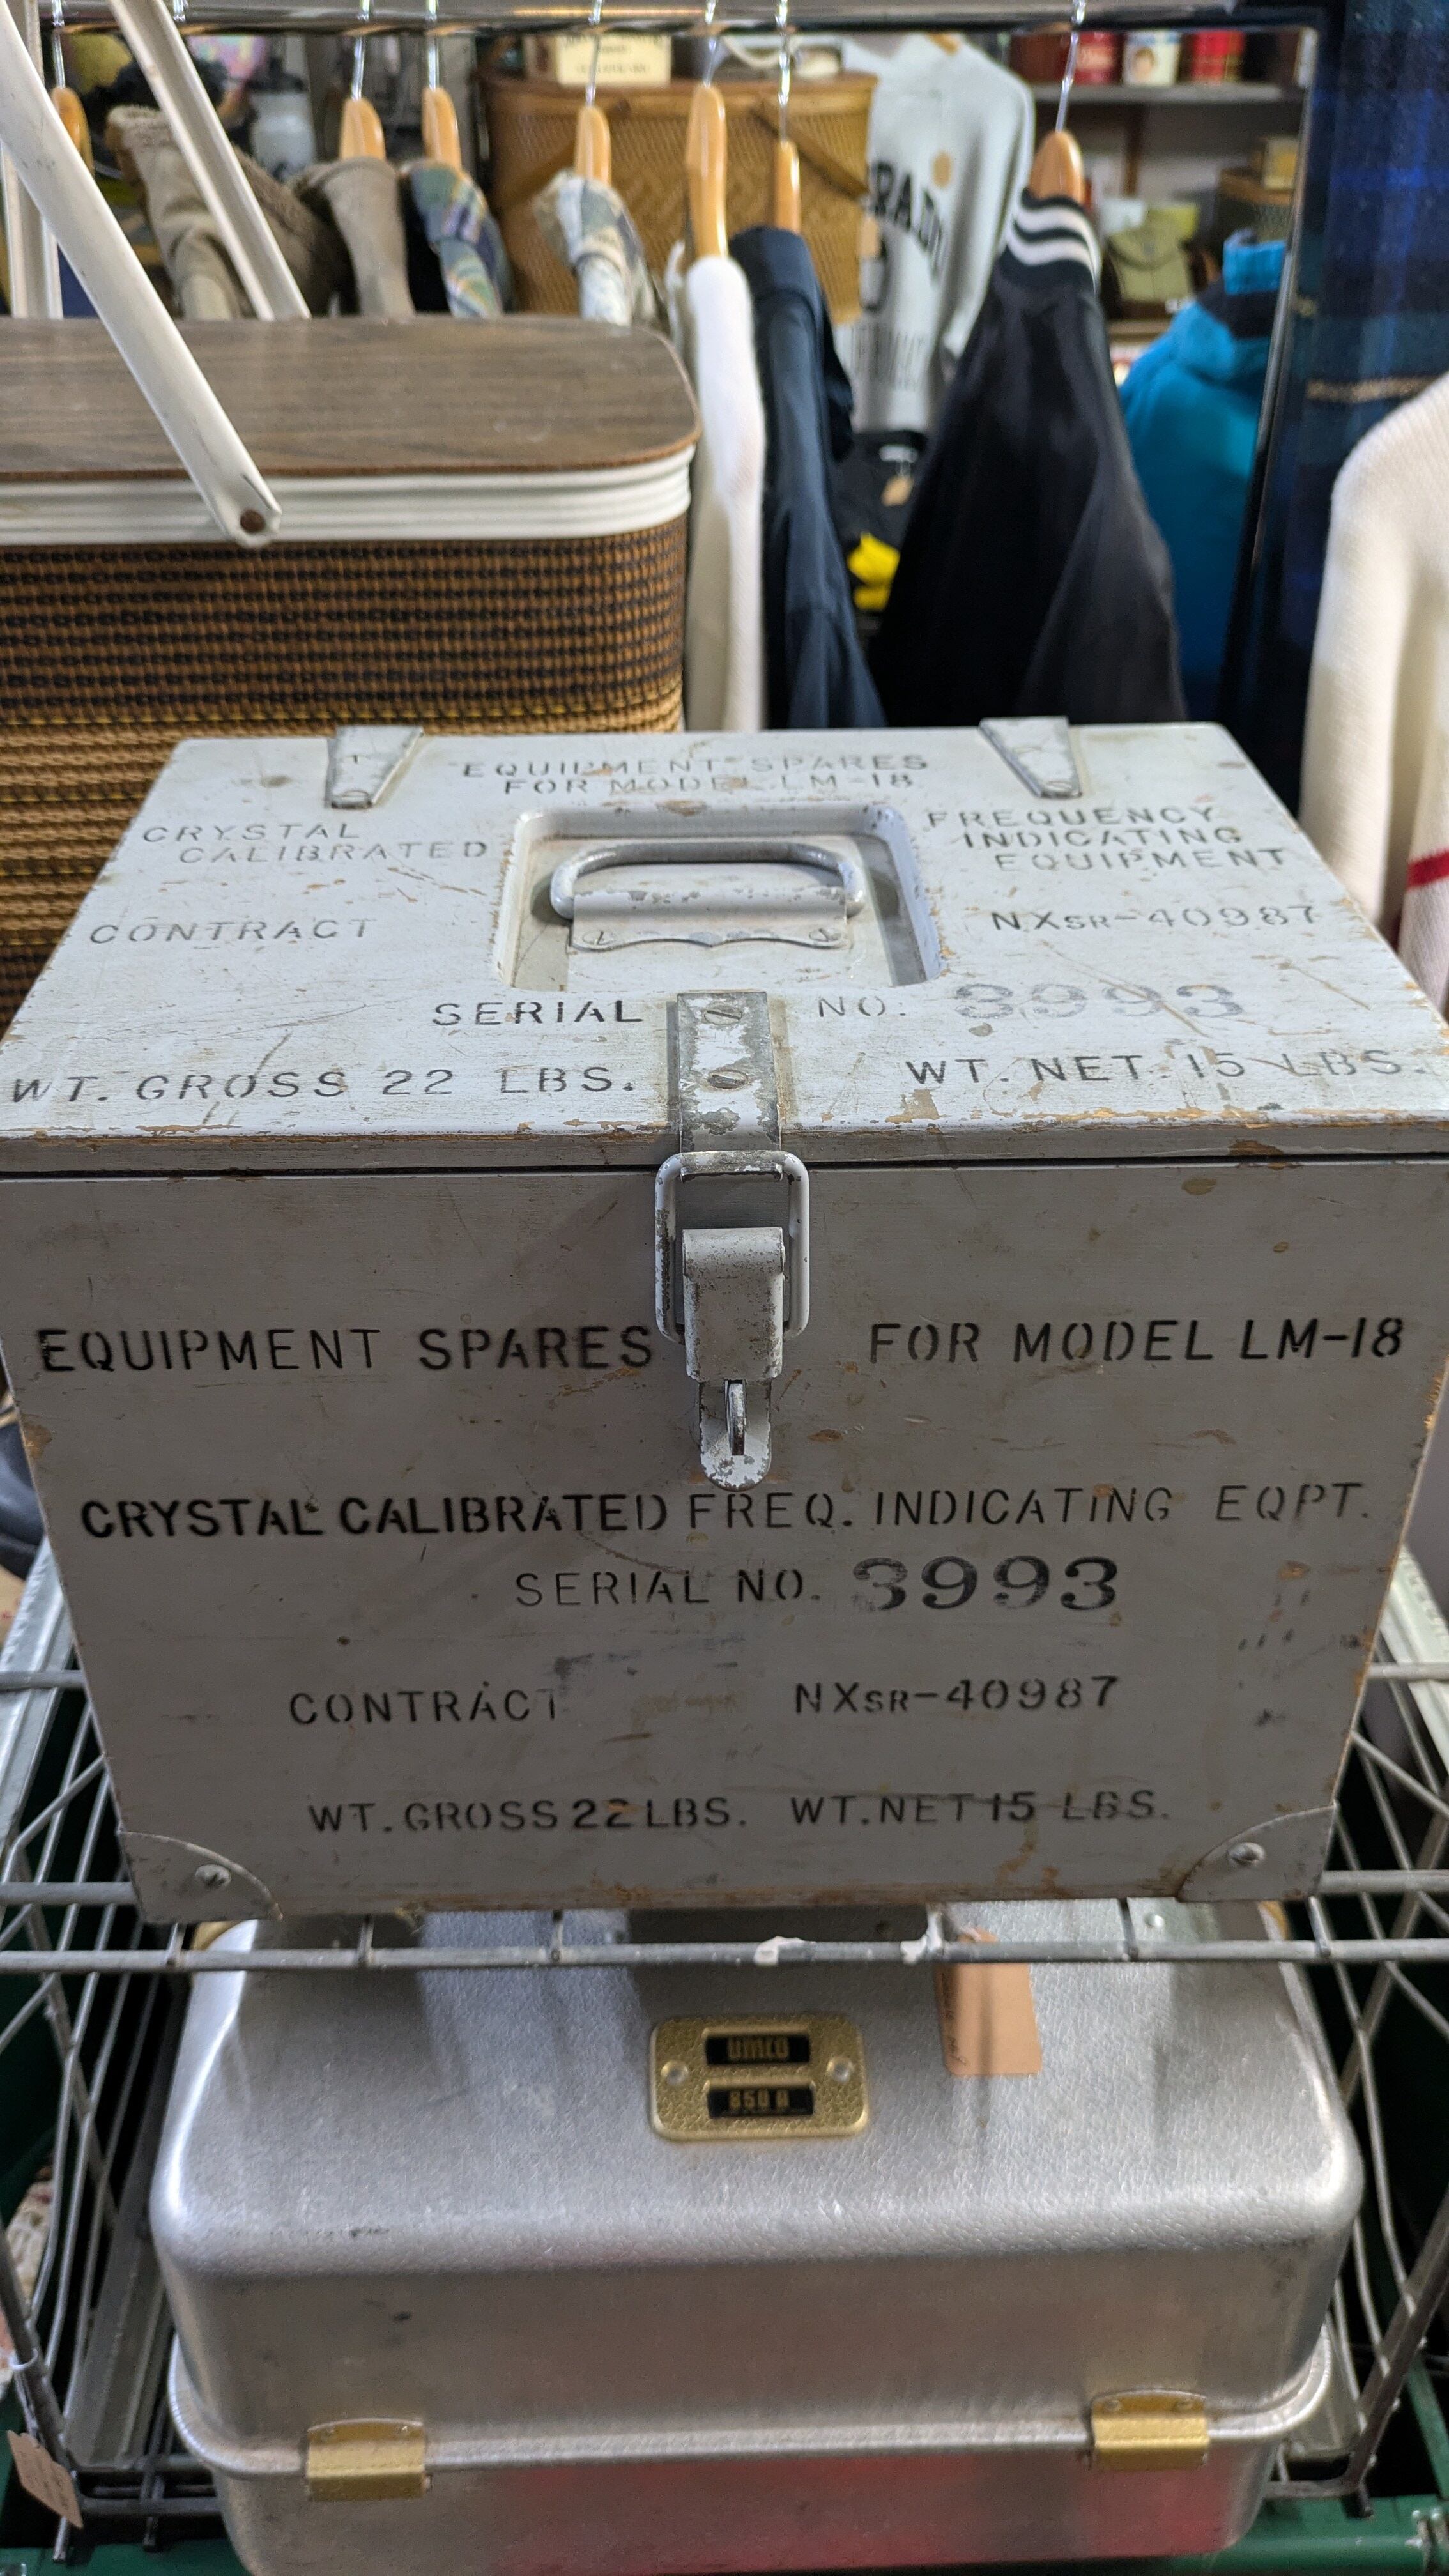 EQUIPMENT SPARES
FOR MODEL LM-18
CRYSTAL
CALIBRATED
FREQUENCY
INDICATING
EQUIPMENT
CONTRACT NXSR-40987
SERIAL NO. 3993
WT. GROSS 22 LBS. WT. NET. 15 LBS.
EQUIPMENT SPARES FOR MODEL LM-18
CRYSTAL CALIBRATED FREQ. INDICATING EQPT.
SERIAL NO. 3993
CONTRACT NXSR-40987
WT. GROSS 22 LBS. WT. NET 15 LBS.
umco